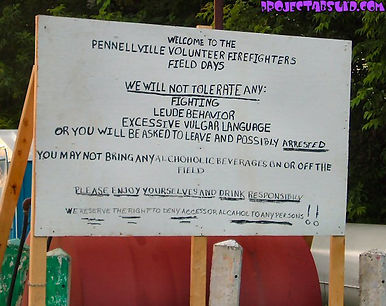 PROJECTABSURD.COM
WELCOME TO THE
PENNELLVILLE VOLUNTEER FIREFIGHTERS
FIELD DAYS
WE WILL NOT TOLERATE ANY:
FIGHTING
LEUDE BEHAVIOR
EXCESSIVE VULGAR LANGUAGE
OR YOU WILL BE ASKED TO LEAVE AND POSSIBLY ARRESTED
YOU MAY NOT BRING ANY ALCHOHOLIC BEVERAGES ON OR OFF THE
FIELD
PLEASE ENJOY YOURSELVES AND DRINK RESPONSIBLY
WE RESERVE THE RIGHT TO DENY ACCESS OR ALCAHOL TO ANY PERSONS !!